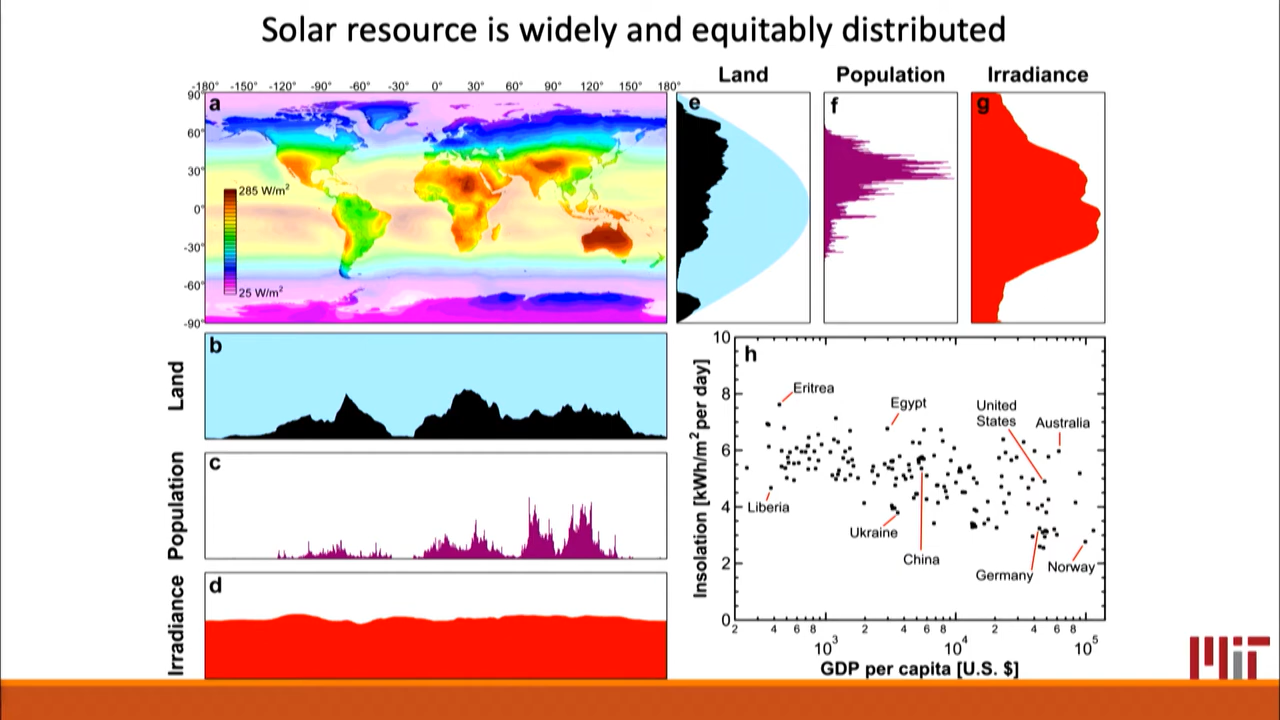 Solar resource is widely and equitably distributed
Land Population Irradiance
-180° -150° -120° -90° -60° -30° 0° 30° 60° 90° 120° 150° 180°
90°
60°
30°
0°
-30°
-60°
-90°
a
285 W/m²
25 W/m²
e
f
g
b
Land
c
Population
d
Irradiance
h
Insolation [kWh/m² per day]
10
8
6
4
2
0
Eritrea
Egypt
United
States
Australia
Liberia
Ukraine
China
Germany
Norway
2 4 6 8 2 4 6 8 2 4 6 8
10³ 10⁴ 10⁵
GDP per capita [U.S. $]
MIT